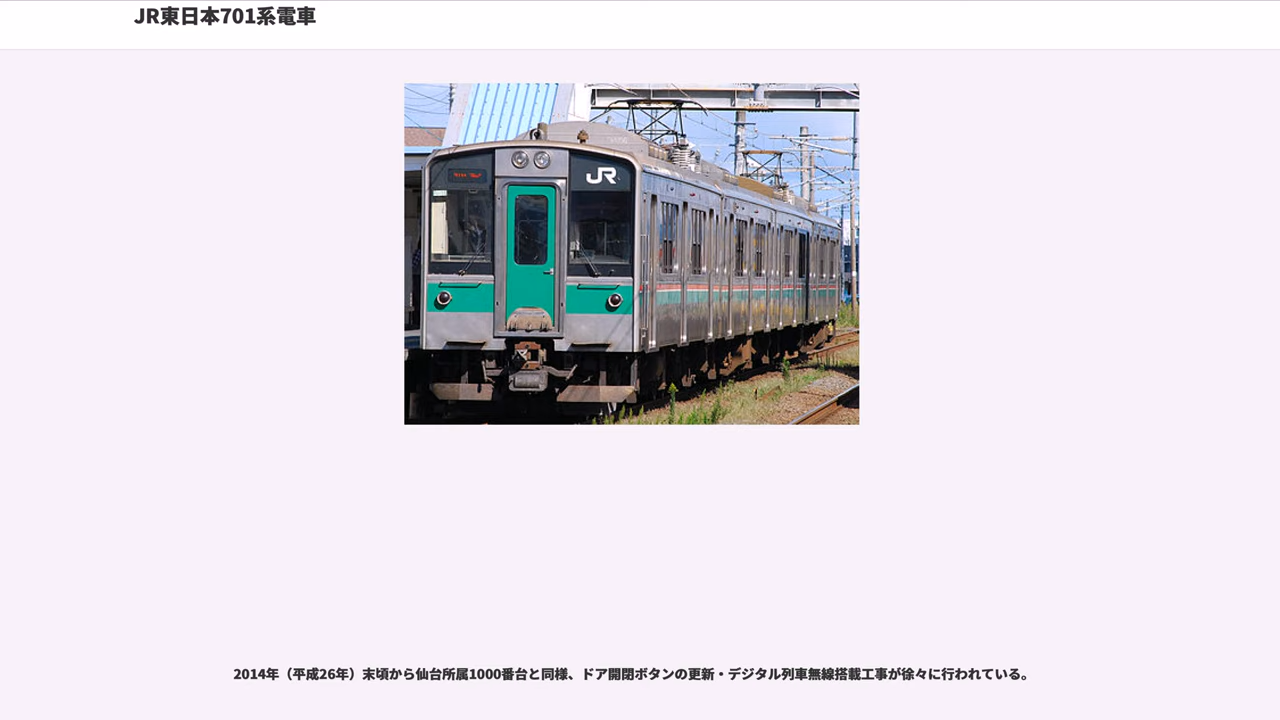 JR東日本701系電車
JR
2014年（平成26年）末頃から仙台所属1000番台と同様、ドア開閉ボタンの更新・デジタル列車無線搭載工事が徐々に行われている。